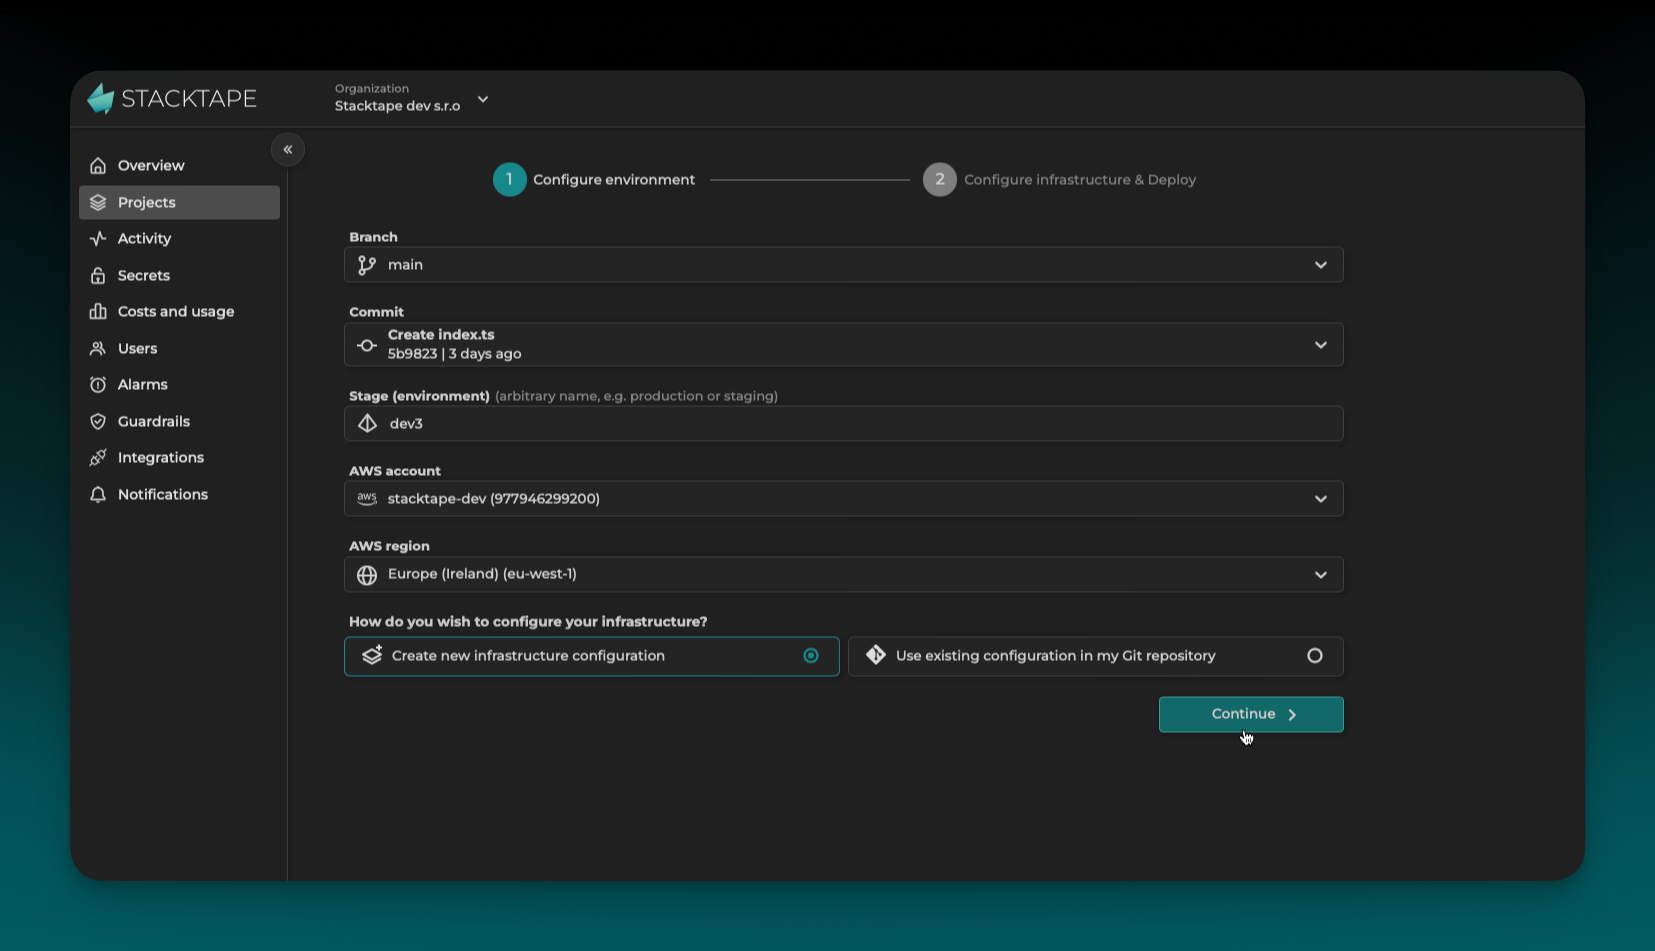 STACKTAPE
Organization
Stacktape dev s.r.o
Overview
Projects
Activity
Secrets
Costs and usage
Users
Alarms
Guardrails
Integrations
Notifications
1 Configure environment
2 Configure infrastructure & Deploy
Branch
main
Commit
Create index.ts
5b9823 | 3 days ago
Stage (environment) (arbitrary name, e.g. production or staging)
dev3
AWS account
aws stacktape-dev (977946299200)
AWS region
Europe (Ireland) (eu-west-1)
How do you wish to configure your infrastructure?
Create new infrastructure configuration
Use existing configuration in my Git repository
Continue